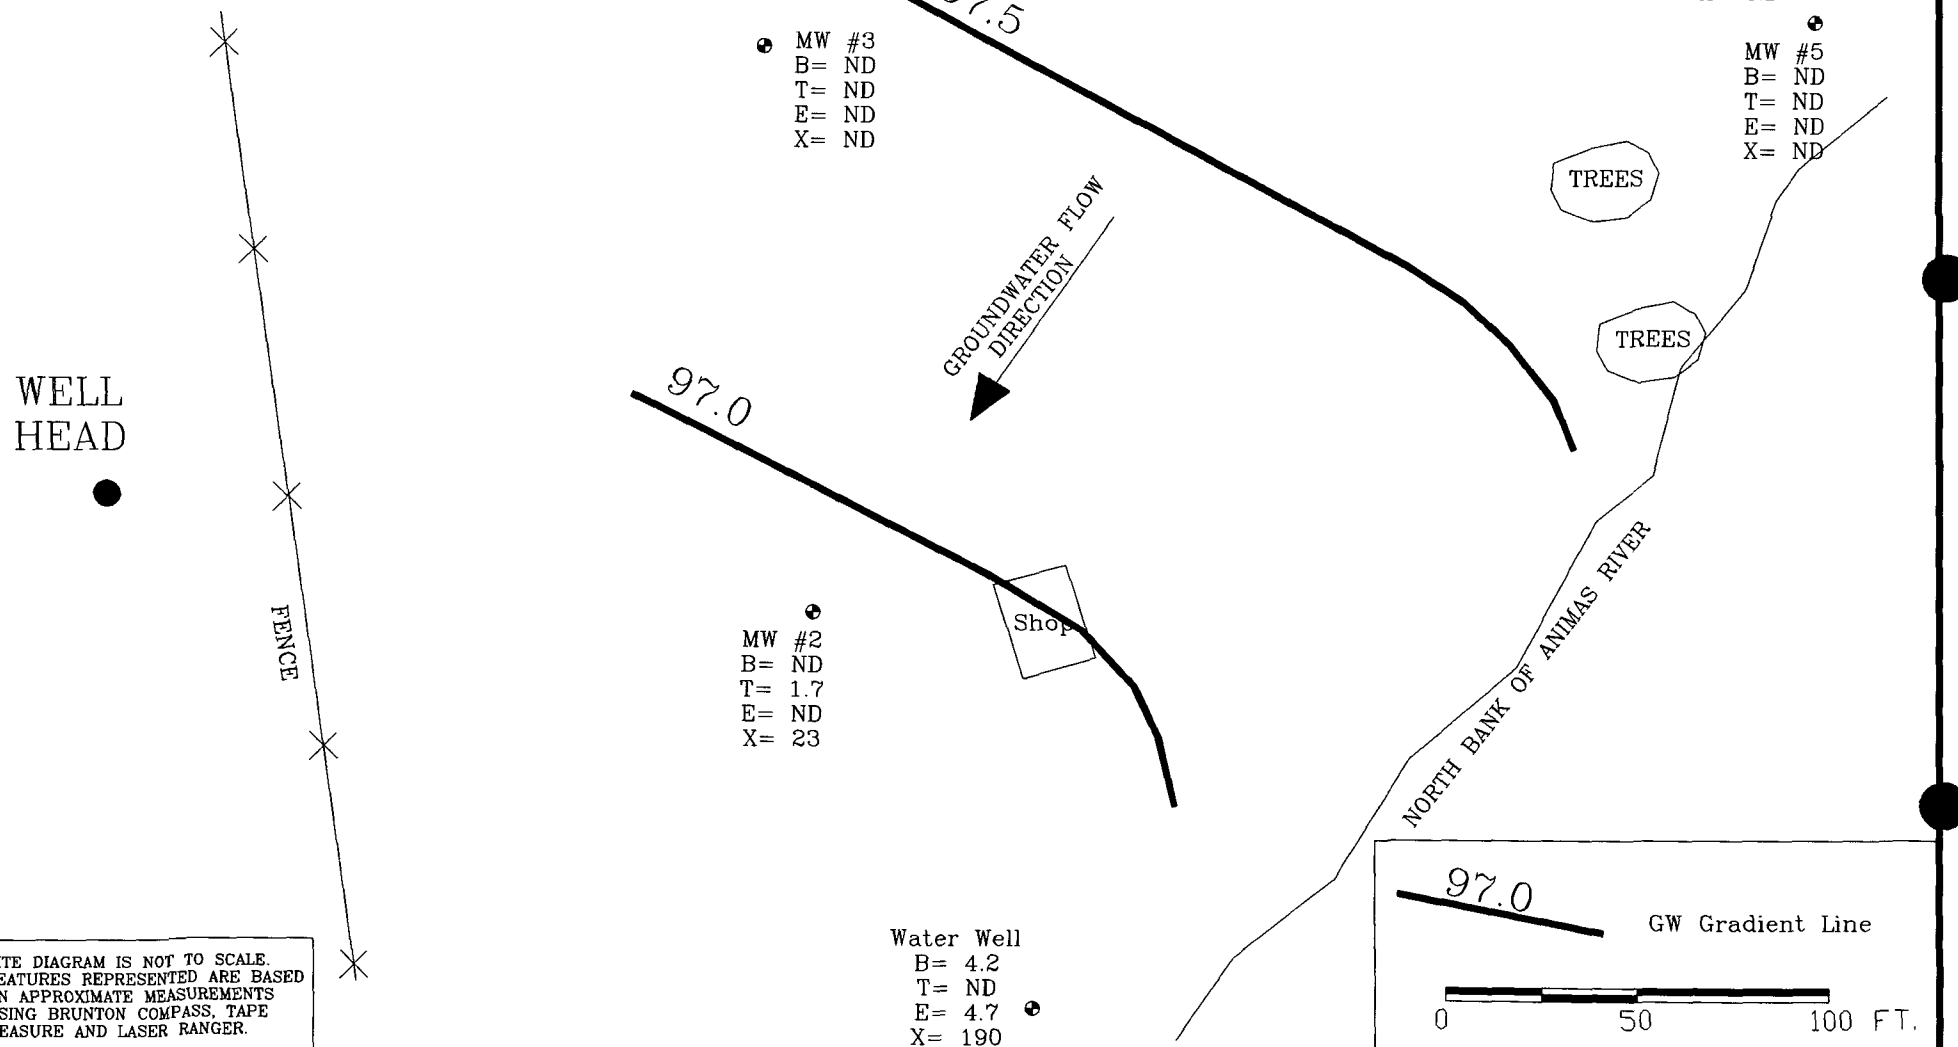 97.5
MW #3
B= ND
T= ND
E= ND
X= ND
MW #5
B= ND
T= ND
E= ND
X= ND
TREES
TREES
GROUNDWATER FLOW
DIRECTION
WELL
HEAD
97.0
FENCE
Shop
MW #2
B= ND
T= 1.7
E= ND
X= 23
NORTH BANK OF ANIMAS RIVER
Water Well
B= 4.2
T= ND
E= 4.7
X= 190
97.0
GW Gradient Line
0 50 100 FT.
ITE DIAGRAM IS NOT TO SCALE.
EATURES REPRESENTED ARE BASED
N APPROXIMATE MEASUREMENTS
SING BRUNTON COMPASS, TAPE
EASURE AND LASER RANGER.